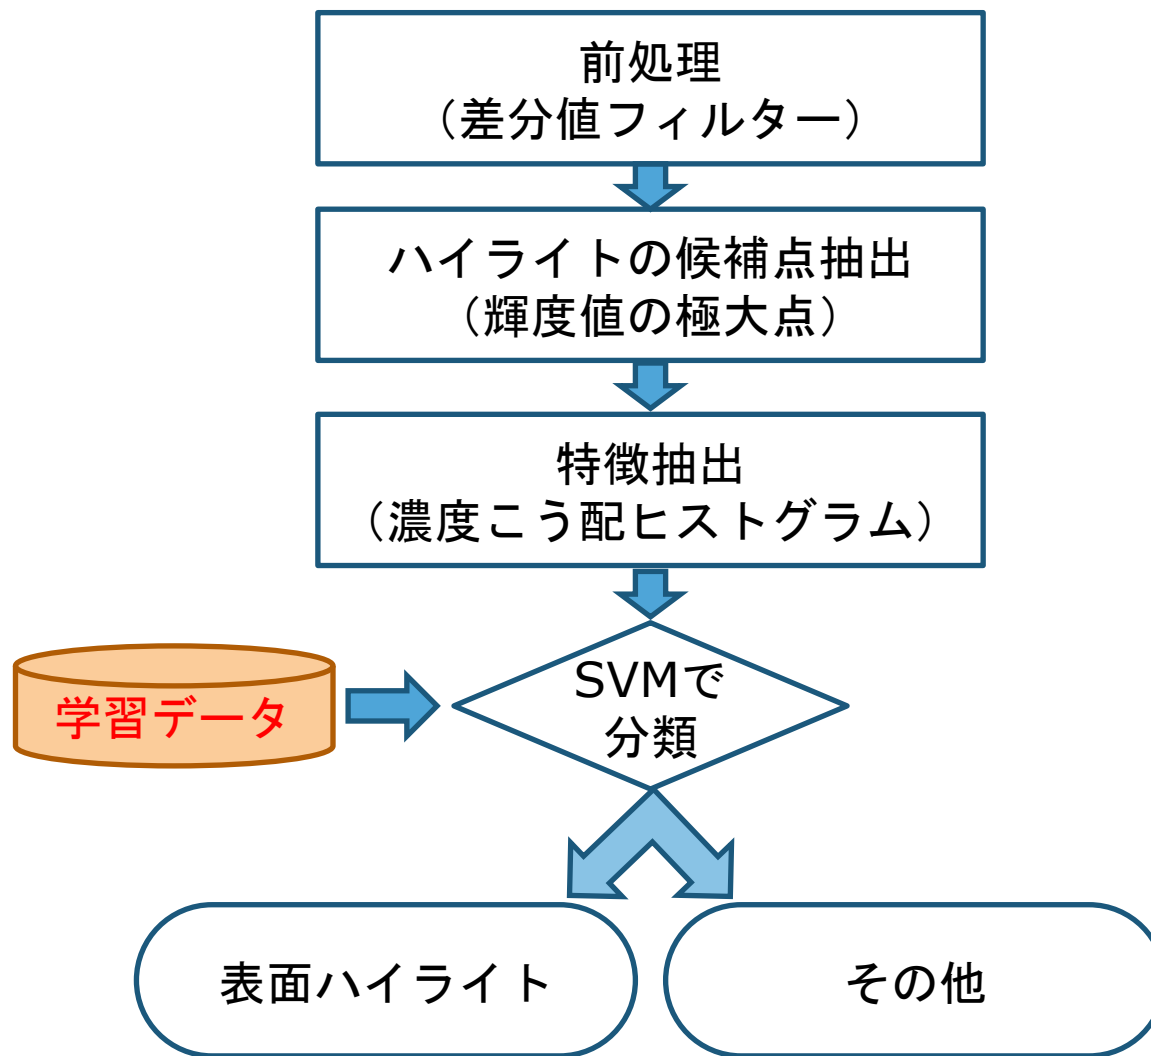 前処理
（差分値フィルター）
ハイライトの候補点抽出
（輝度値の極大点）
特徴抽出
（濃度こう配ヒストグラム）
SVMで
分類
学習データ
表面ハイライト
その他